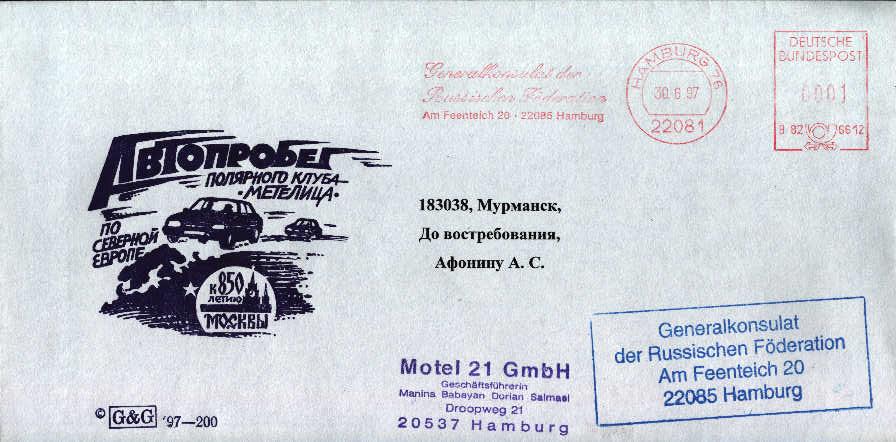 Generalkonsulat der
Russischen Föderation
Am Feenteich 20 · 22085 Hamburg
HAMBURG 76
30.6.97
22081
DEUTSCHE
BUNDESPOST
0001
B 82 6612
АВТОПРОБЕГ
ПОЛЯРНОГО КЛУБА
·МЕТЕЛИЦА·
ПО
СЕВЕРНОЙ
ЕВРОПЕ
К 850
ЛЕТИЮ
МОСКВЫ
183038, Мурманск,
До востребования,
Афонину А. С.
Generalkonsulat
der Russischen Föderation
Am Feenteich 20
22085 Hamburg
Motel 21 GmbH
Geschäftsführerin
Manina Babayan Dorian Salmasi
Droopweg 21
20537 Hamburg
© G&G '97—200